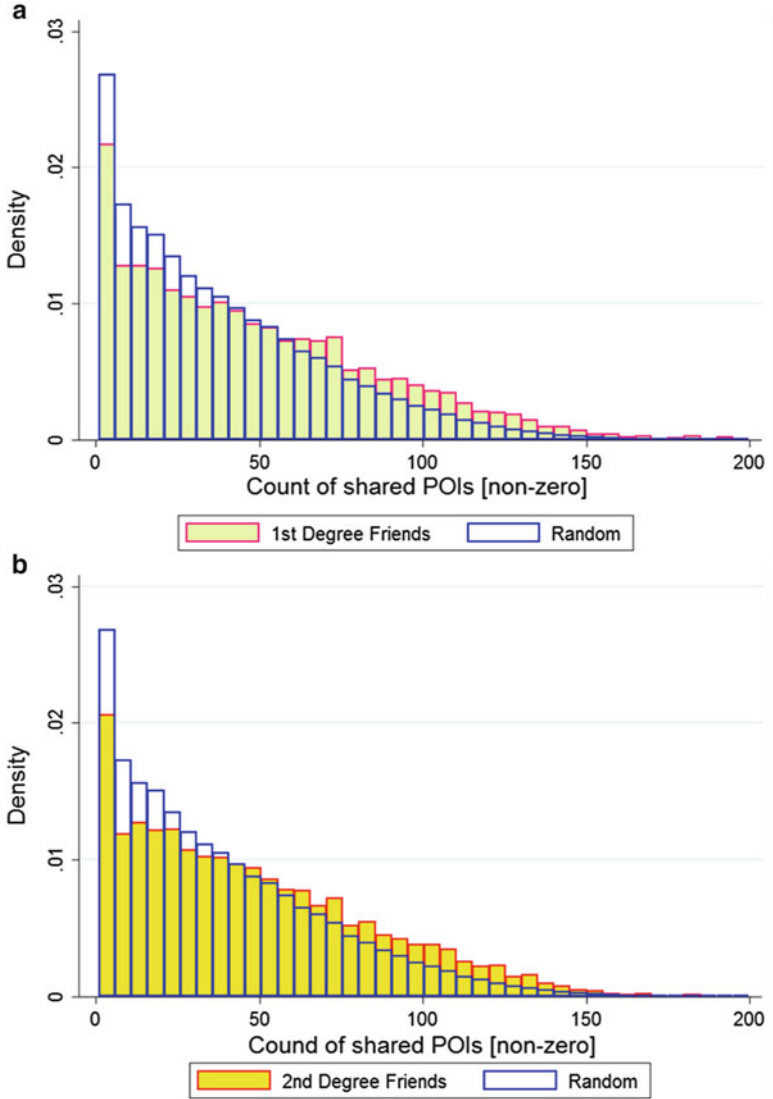 a
.03
.02
.01
0
Density
0 50 100 150 200
Count of shared POIs [non-zero]
1st Degree Friends Random
b
.03
.02
.01
0
Density
0 50 100 150 200
Cound of shared POIs [non-zero]
2nd Degree Friends Random